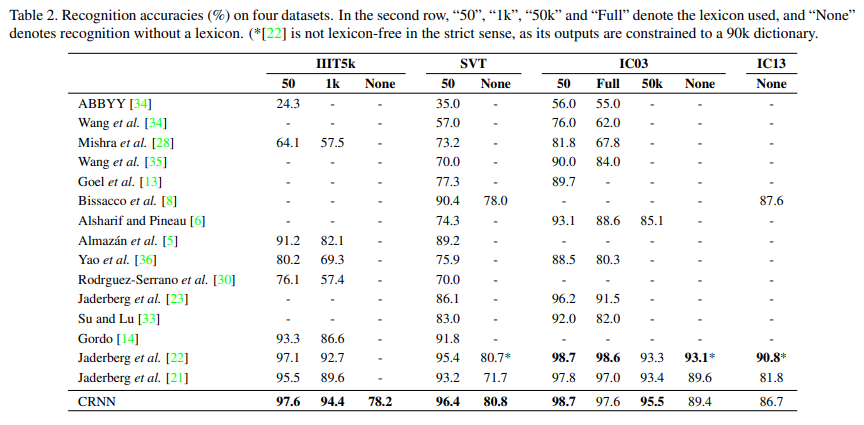 Table 2. Recognition accuracies (%) on four datasets. In the second row, “50”, “1k”, “50k” and “Full” denote the lexicon used, and “None”
denotes recognition without a lexicon. (*[22] is not lexicon-free in the strict sense, as its outputs are constrained to a 90k dictionary.
IIIT5k SVT IC03 IC13
50 1k None 50 None 50 Full 50k None None
ABBYY [34] 24.3 - - 35.0 - 56.0 55.0 - - -
Wang et al. [34] - - - 57.0 - 76.0 62.0 - - -
Mishra et al. [28] 64.1 57.5 - 73.2 - 81.8 67.8 - - -
Wang et al. [35] - - - 70.0 - 90.0 84.0 - - -
Goel et al. [13] - - - 77.3 - 89.7 - - - -
Bissacco et al. [8] - - - 90.4 78.0 - - - - 87.6
Alsharif and Pineau [6] - - - 74.3 - 93.1 88.6 85.1 - -
Almazán et al. [5] 91.2 82.1 - 89.2 - - - - - -
Yao et al. [36] 80.2 69.3 - 75.9 - 88.5 80.3 - - -
Rodrguez-Serrano et al. [30] 76.1 57.4 - 70.0 - - - - - -
Jaderberg et al. [23] - - - 86.1 - 96.2 91.5 - - -
Su and Lu [33] - - - 83.0 - 92.0 82.0 - - -
Gordo [14] 93.3 86.6 - 91.8 - - - - - -
Jaderberg et al. [22] 97.1 92.7 - 95.4 80.7* 98.7 98.6 93.3 93.1* 90.8*
Jaderberg et al. [21] 95.5 89.6 - 93.2 71.7 97.8 97.0 93.4 89.6 81.8
CRNN 97.6 94.4 78.2 96.4 80.8 98.7 97.6 95.5 89.4 86.7